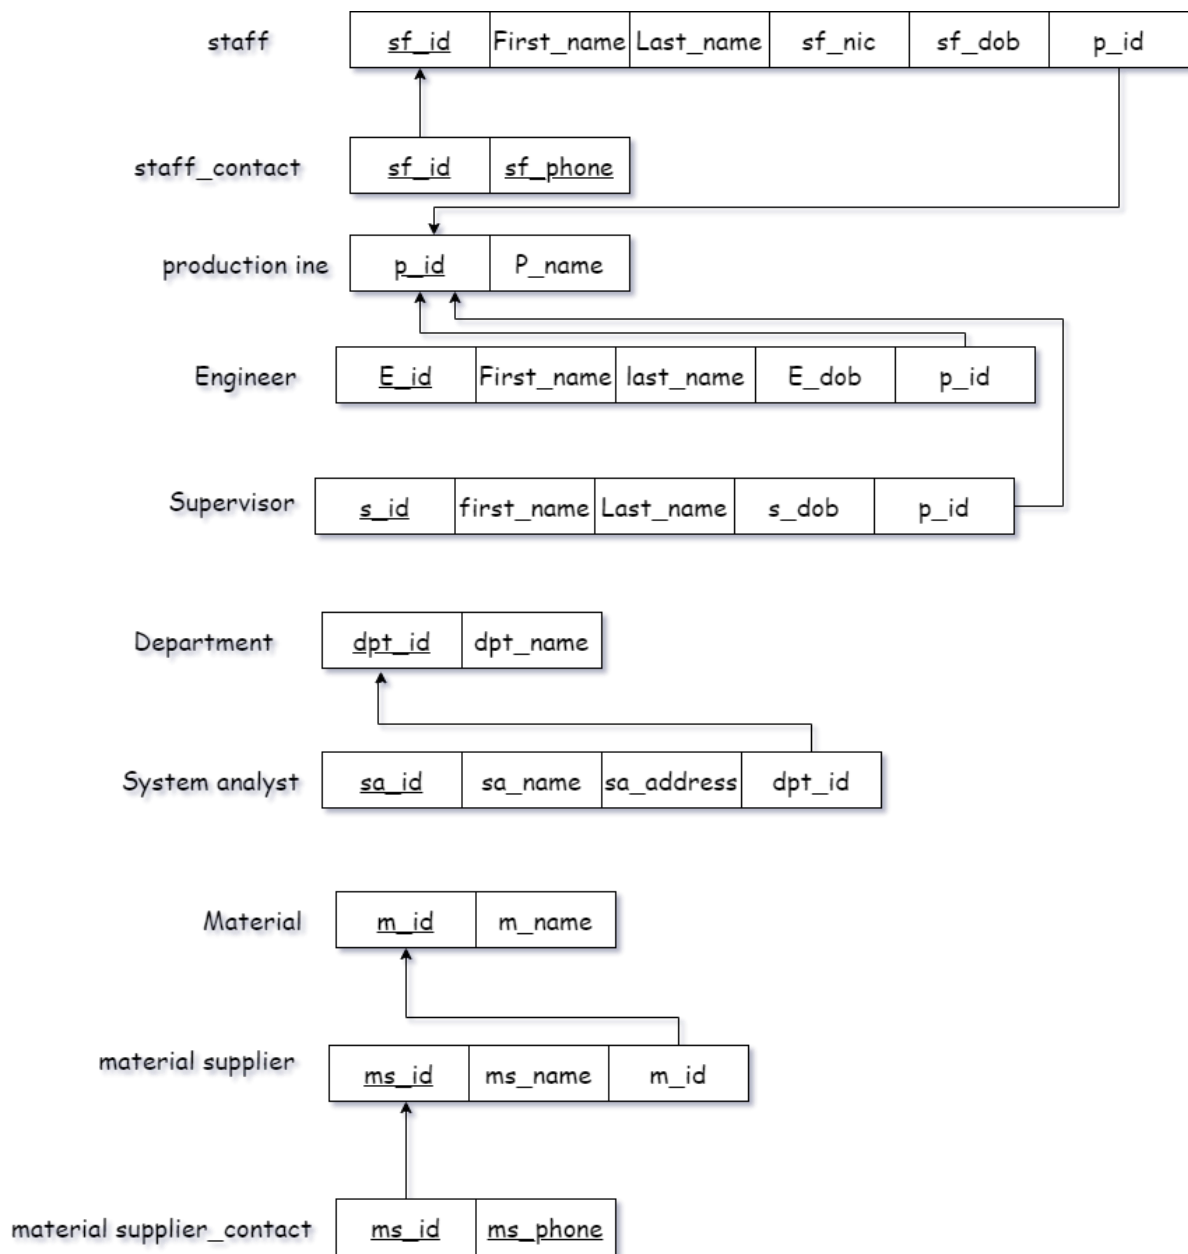 staff sf_id First_name Last_name sf_nic sf_dob p_id
staff_contact sf_id sf_phone
production ine p_id P_name
Engineer E_id First_name last_name E_dob p_id
Supervisor s_id first_name Last_name s_dob p_id
Department dpt_id dpt_name
System analyst sa_id sa_name sa_address dpt_id
Material m_id m_name
material supplier ms_id ms_name m_id
material supplier_contact ms_id ms_phone